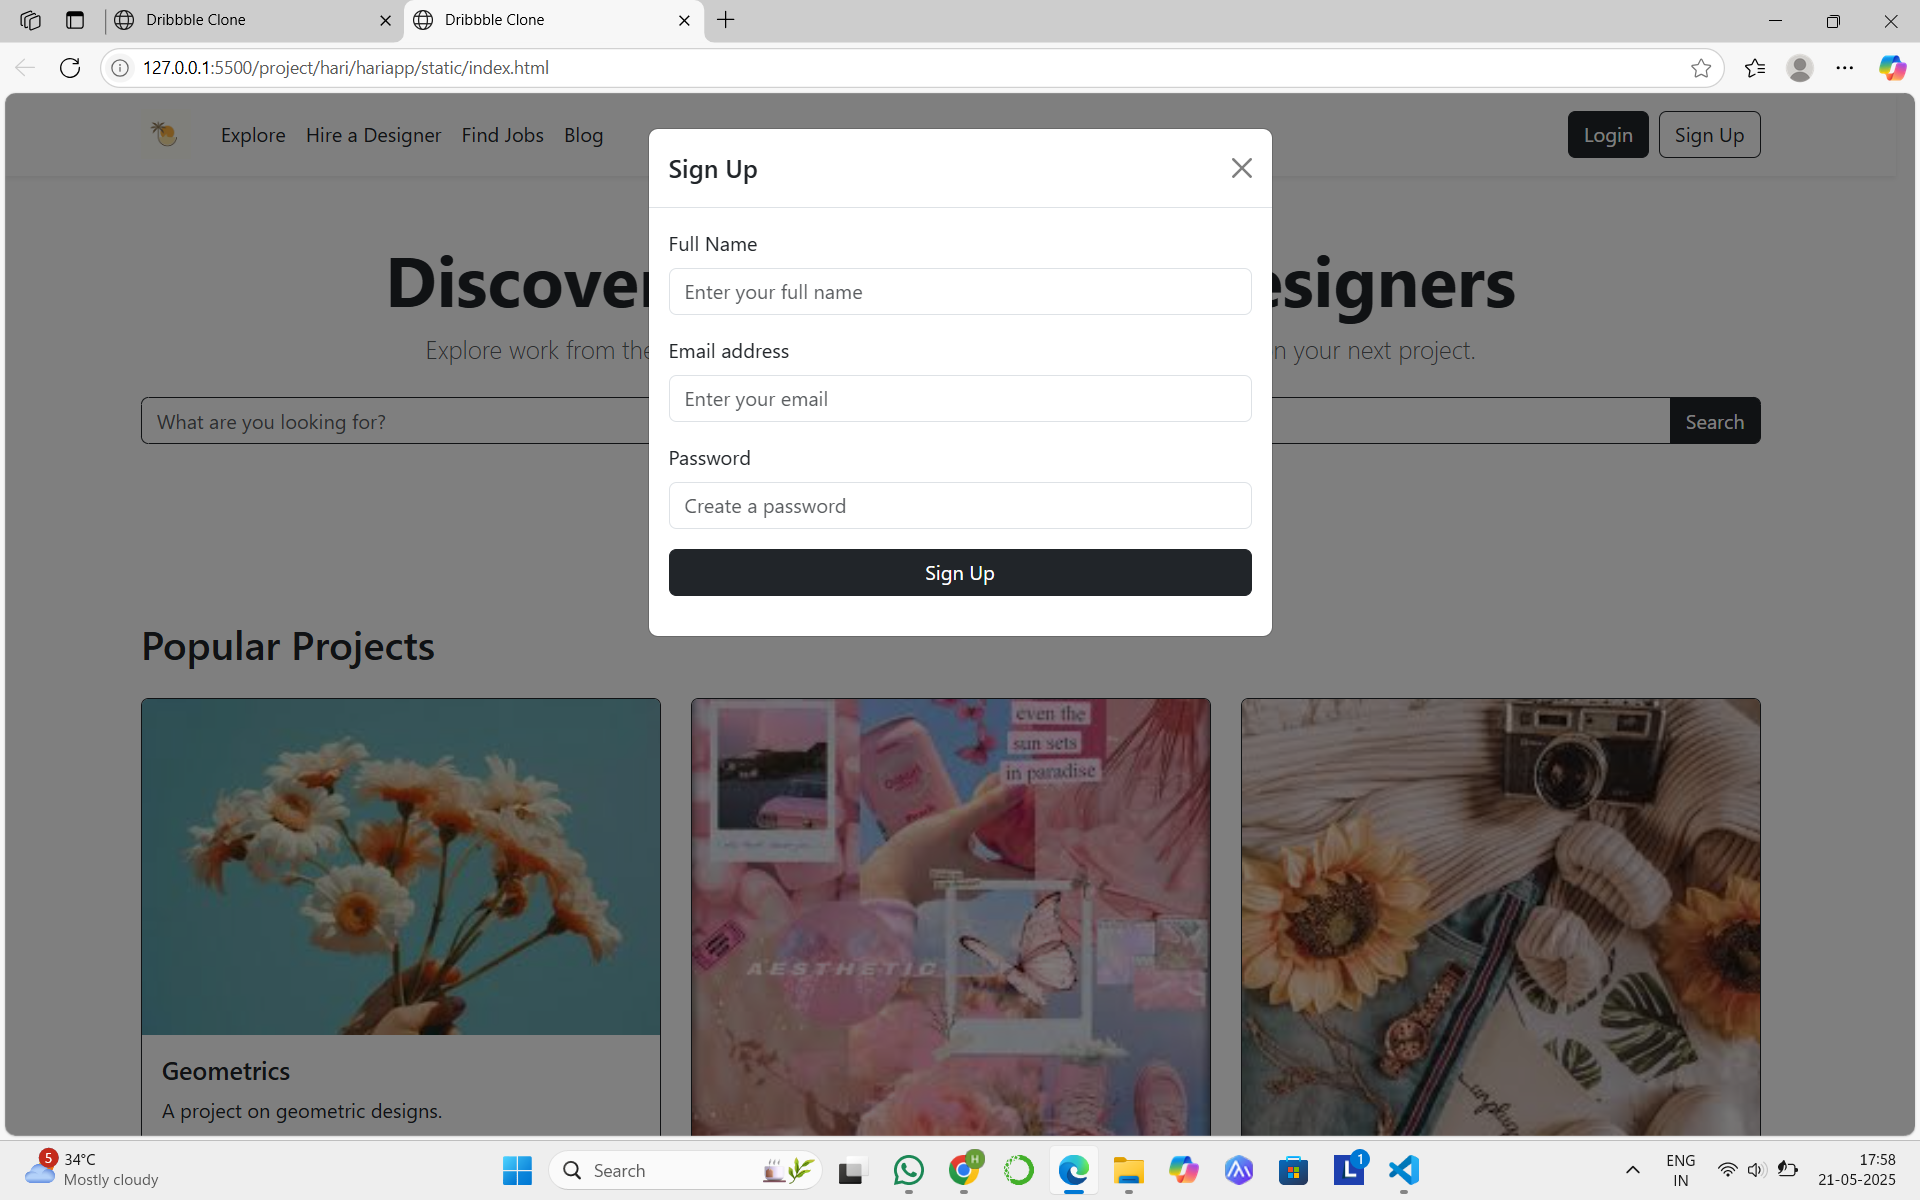 Dribbble Clone
Dribbble Clone
127.0.0.1:5500/project/hari/hariapp/static/index.html
Explore Hire a Designer Find Jobs Blog
Login Sign Up
Sign Up
Full Name
Enter your full name
Email address
Enter your email
Password
Create a password
Sign Up
Discover
esigners
Explore work from the
n your next project.
What are you looking for?
Search
Popular Projects
even the
sun sets
in paradise
AESTHETIC
Geometrics
A project on geometric designs.
5
34°C
Mostly cloudy
Search
H
L
1
ENG
IN
17:58
21-05-2025